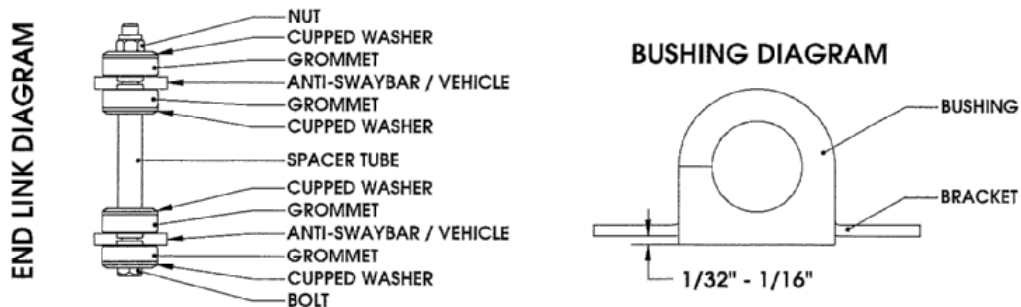 END LINK DIAGRAM
NUT
CUPPED WASHER
GROMMET
ANTI-SWAYBAR / VEHICLE
GROMMET
CUPPED WASHER
SPACER TUBE
CUPPED WASHER
GROMMET
ANTI-SWAYBAR / VEHICLE
GROMMET
CUPPED WASHER
BOLT
BUSHING DIAGRAM
BUSHING
BRACKET
1/32" - 1/16"